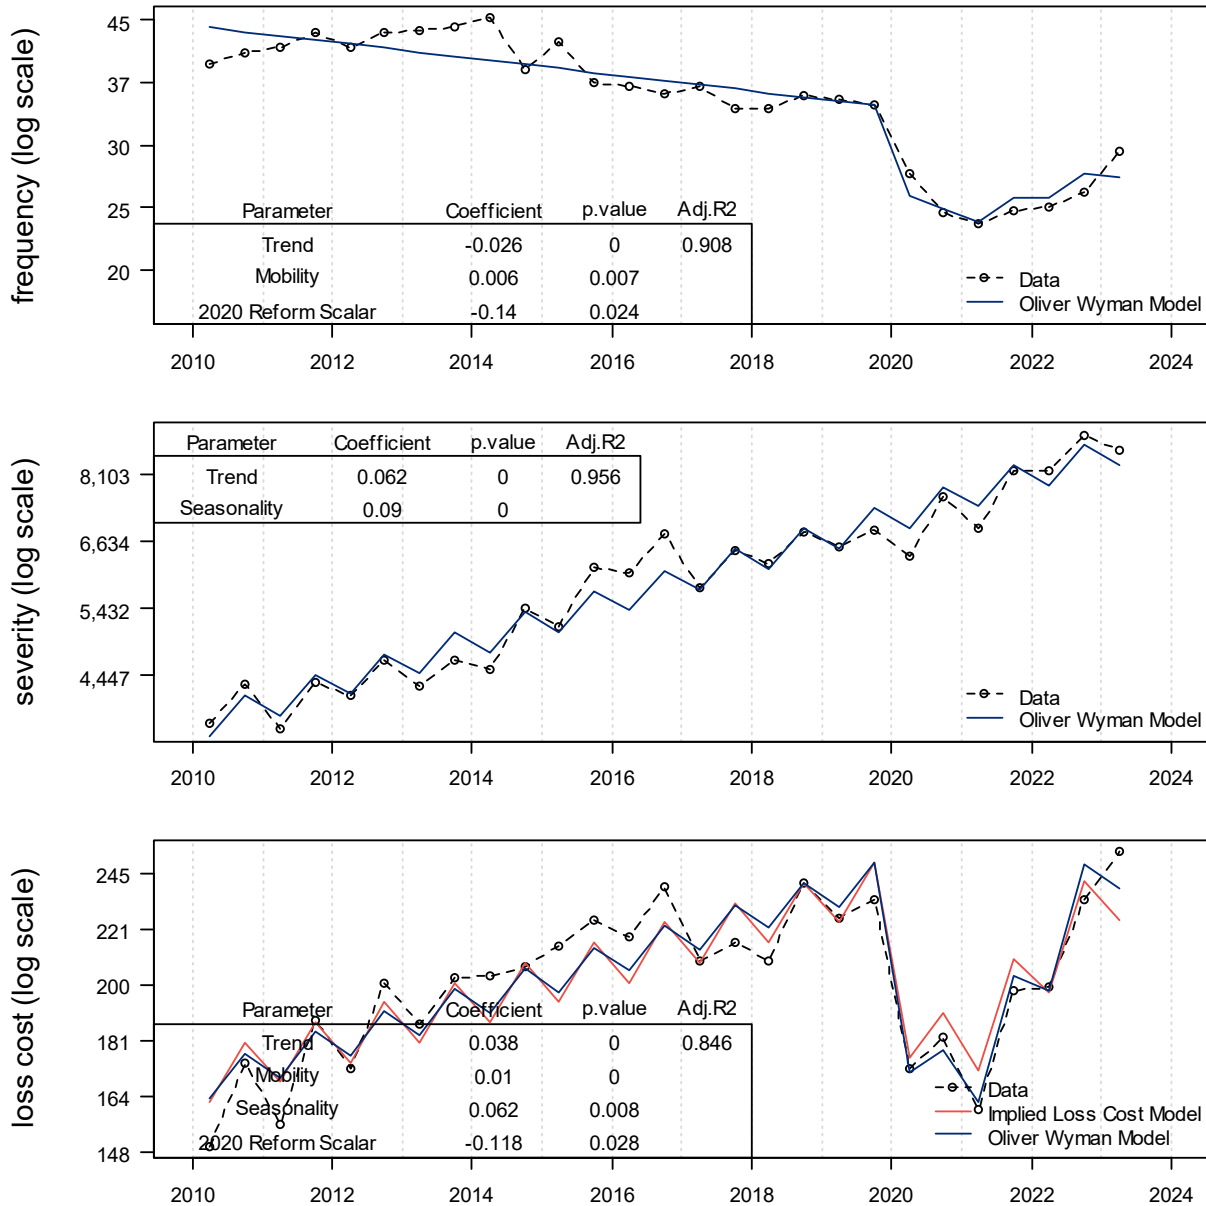 frequency (log scale)
45
37
30
25
20
Parameter Coefficient p.value Adj.R2
Trend -0.026 0 0.908
Mobility 0.006 0.007
2020 Reform Scalar -0.14 0.024
Data
Oliver Wyman Model
2010 2012 2014 2016 2018 2020 2022 2024
severity (log scale)
8,103
6,634
5,432
4,447
Parameter Coefficient p.value Adj.R2
Trend 0.062 0 0.956
Seasonality 0.09 0
Data
Oliver Wyman Model
2010 2012 2014 2016 2018 2020 2022 2024
loss cost (log scale)
245
221
200
181
164
148
Parameter Coefficient p.value Adj.R2
Trend 0.038 0 0.846
Mobility 0.01 0
Seasonality 0.062 0.008
2020 Reform Scalar -0.118 0.028
Data
Implied Loss Cost Model
Oliver Wyman Model
2010 2012 2014 2016 2018 2020 2022 2024